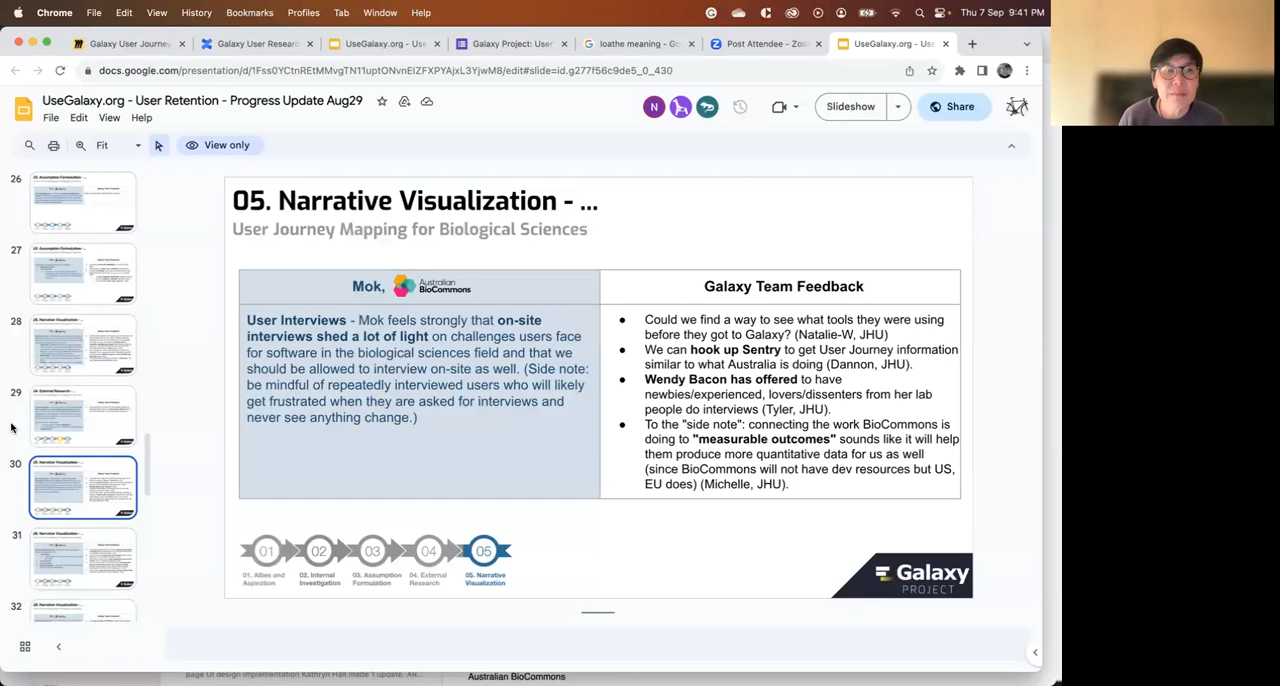 Chrome File Edit View History Bookmarks Profiles Tab Window Help Thu 7 Sep 9:41 PM
Galaxy User Journey
Galaxy User Resear
UseGalaxy.org - Use
Galaxy Project: User
loathe meaning - Go
Post Attendee - Zoo
UseGalaxy.org - Use
docs.google.com/presentation/d/1Fss0YCtnREtMMvgTN11uptONvnEIZFXPYAjxL3YjwM8/edit#slide=id.g277f56c9de5_0_430
UseGalaxy.org - User Retention - Progress Update Aug29
File Edit View Help
N
Slideshow
Share
Fit
View only
26
27
28
29
30
31
32
05. Narrative Visualization - ...
User Journey Mapping for Biological Sciences
Mok, Australian BioCommons
Galaxy Team Feedback
User Interviews - Mok feels strongly that on-site
interviews shed a lot of light on challenges users face
for software in the biological sciences field and that we
should be allowed to interview on-site as well. (Side note:
be mindful of repeatedly interviewed users who will likely
get frustrated when they are asked for interviews and
never see anything change.)
● Could we find a way to see what tools they were using
before they got to Galaxy? (Natalie-W, JHU)
● We can hook up Sentry to get User Journey information
similar to what Australia is doing (Dannon, JHU).
● Wendy Bacon has offered to have
newbies/experienced, lovers/dissenters from her lab
people do interviews (Tyler, JHU).
● To the "side note": connecting the work BioCommons is
doing to "measurable outcomes" sounds like it will help
them produce more quantitative data for us as well
(since BioCommons will not have dev resources but US,
EU does) (Michelle, JHU).
01 02 03 04 05
01. Allies and Aspiration
02. Internal Investigation
03. Assumption Formulation
04. External Research
05. Narrative Visualization
Galaxy
PROJECT
page UI design implementation Kathryn Hall made 1 update.
Australian BioCommons